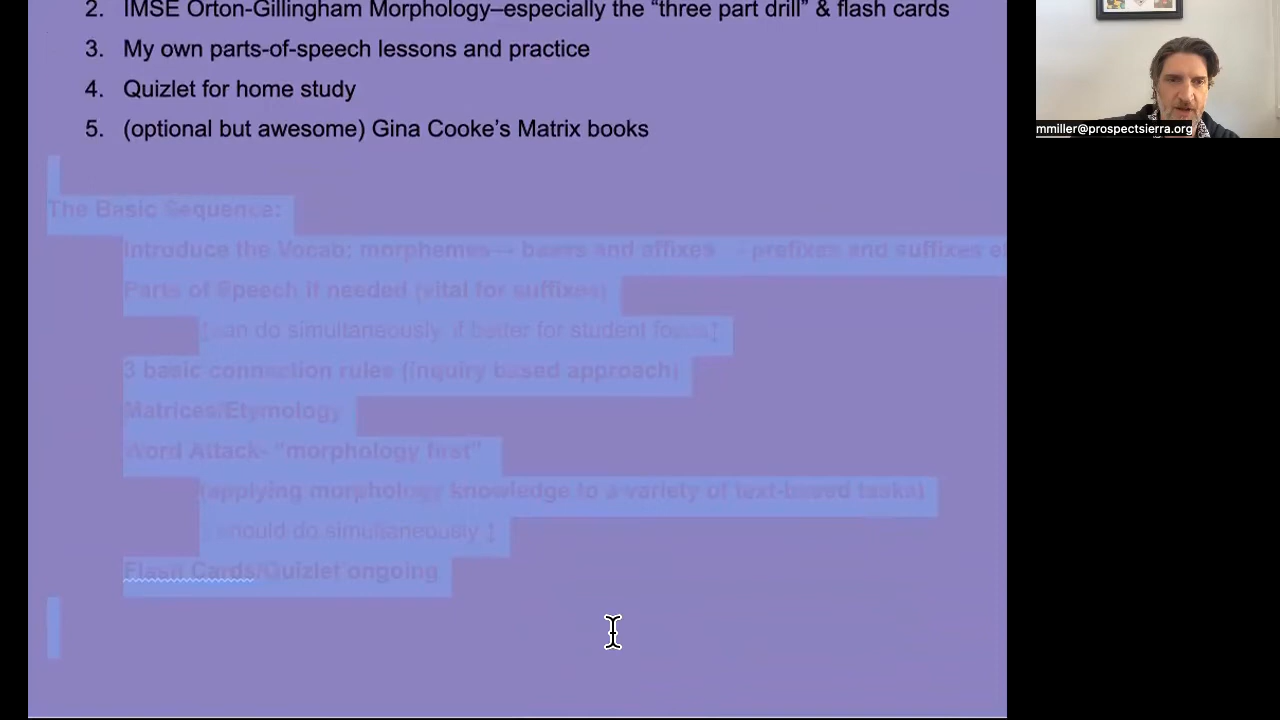 2. IMSE Orton-Gillingham Morphology–especially the “three part drill” & flash cards
3. My own parts-of-speech lessons and practice
4. Quizlet for home study
5. (optional but awesome) Gina Cooke’s Matrix books
mmiller@prospectsierra.org
The Basic Sequence:
Introduce the Vocab: morphemes-- bases and affixes - prefixes and suffixes
Parts of Speech if needed (vital for suffixes)
can do simultaneously if better for student focus
3 basic connection rules (inquiry based approach)
Matrices/Etymology
Word Attack- “morphology first”
(applying morphology knowledge to a variety of text-based tasks)
should do simultaneously
Flash Cards/Quizlet ongoing